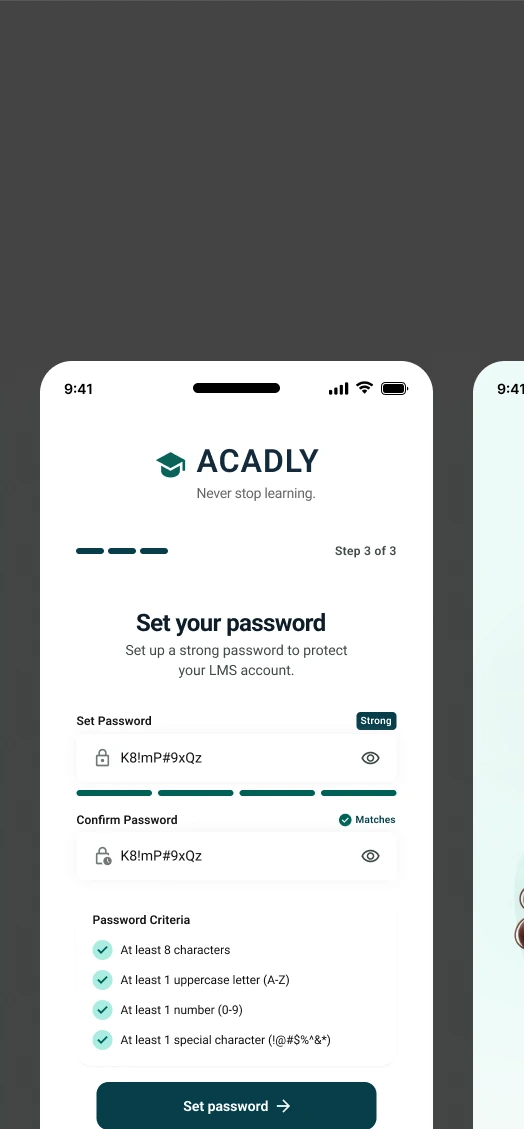 9:41
9:41
ACADLY
Never stop learning.
Step 3 of 3
Set your password
Set up a strong password to protect
your LMS account.
Set Password
Strong
K8!mP#9xQz
Confirm Password
Matches
K8!mP#9xQz
Password Criteria
At least 8 characters
At least 1 uppercase letter (A-Z)
At least 1 number (0-9)
At least 1 special character (!@#$%^&*)
Set password